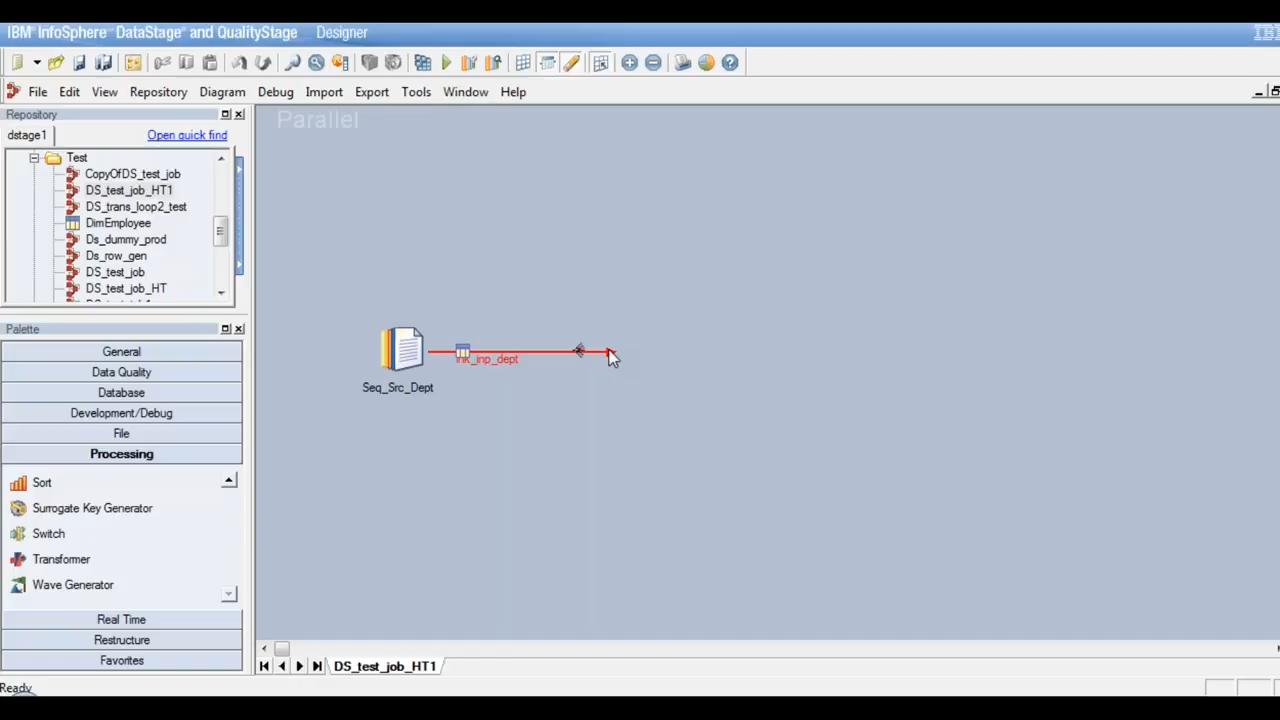 IBM® InfoSphere® DataStage® and QualityStage® Designer
IBM
File Edit View Repository Diagram Debug Import Export Tools Window Help
Repository
dstage1 Open quick find
Test
CopyOfDS_test_job
DS_test_job_HT1
DS_trans_loop2_test
DimEmployee
Ds_dummy_prod
Ds_row_gen
DS_test_job
DS_test_job_HT
Palette
General
Data Quality
Database
Development/Debug
File
Processing
Sort
Surrogate Key Generator
Switch
Transformer
Wave Generator
Real Time
Restructure
Favorites
Parallel
lnk_inp_dept
Seq_Src_Dept
DS_test_job_HT1
Ready